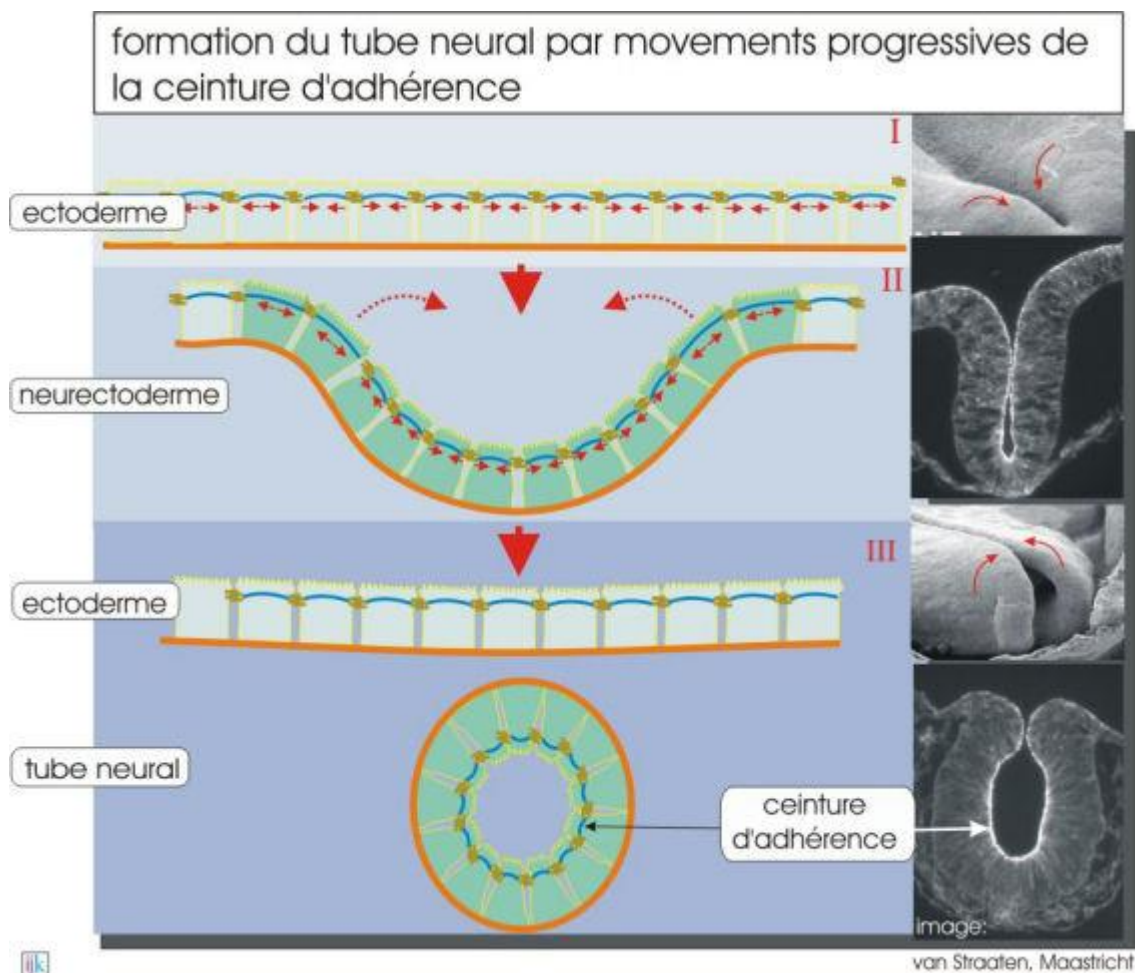 formation du tube neural par movements progressives de
la ceinture d'adhérence
I
ectoderme
II
neurectoderme
III
ectoderme
tube neural
ceinture
d'adhérence
image:
van Straaten, Maastricht